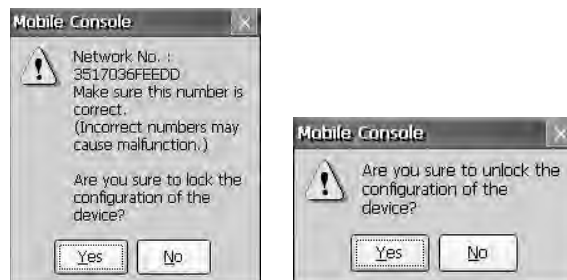 Mobile Console
Network No. :
3517036FEEDD
Make sure this number is
correct.
(Incorrect numbers may
cause malfunction.)
Are you sure to lock the
configuration of the
device?
Yes No
Mobile Console
Are you sure to unlock the
configuration of the
device?
Yes No